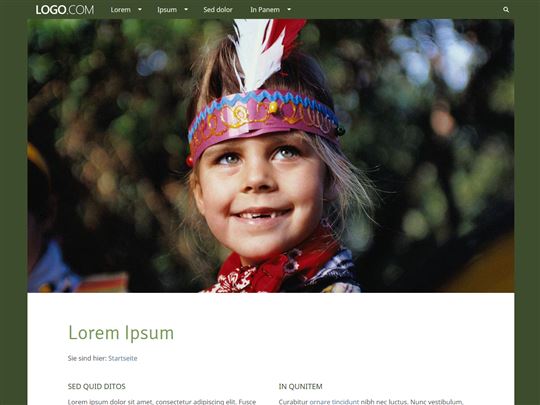 LOGO.COM Lorem Ipsum Sed dolor In Panem
Lorem Ipsum
Sie sind hier: Startseite
SED QUID DITOS
Lorem ipsum dolor sit amet, consectetur adipiscing elit. Fusce
IN QUNITEM
Curabitur ornare tincidunt nibh nec luctus. Nunc vestibulum,